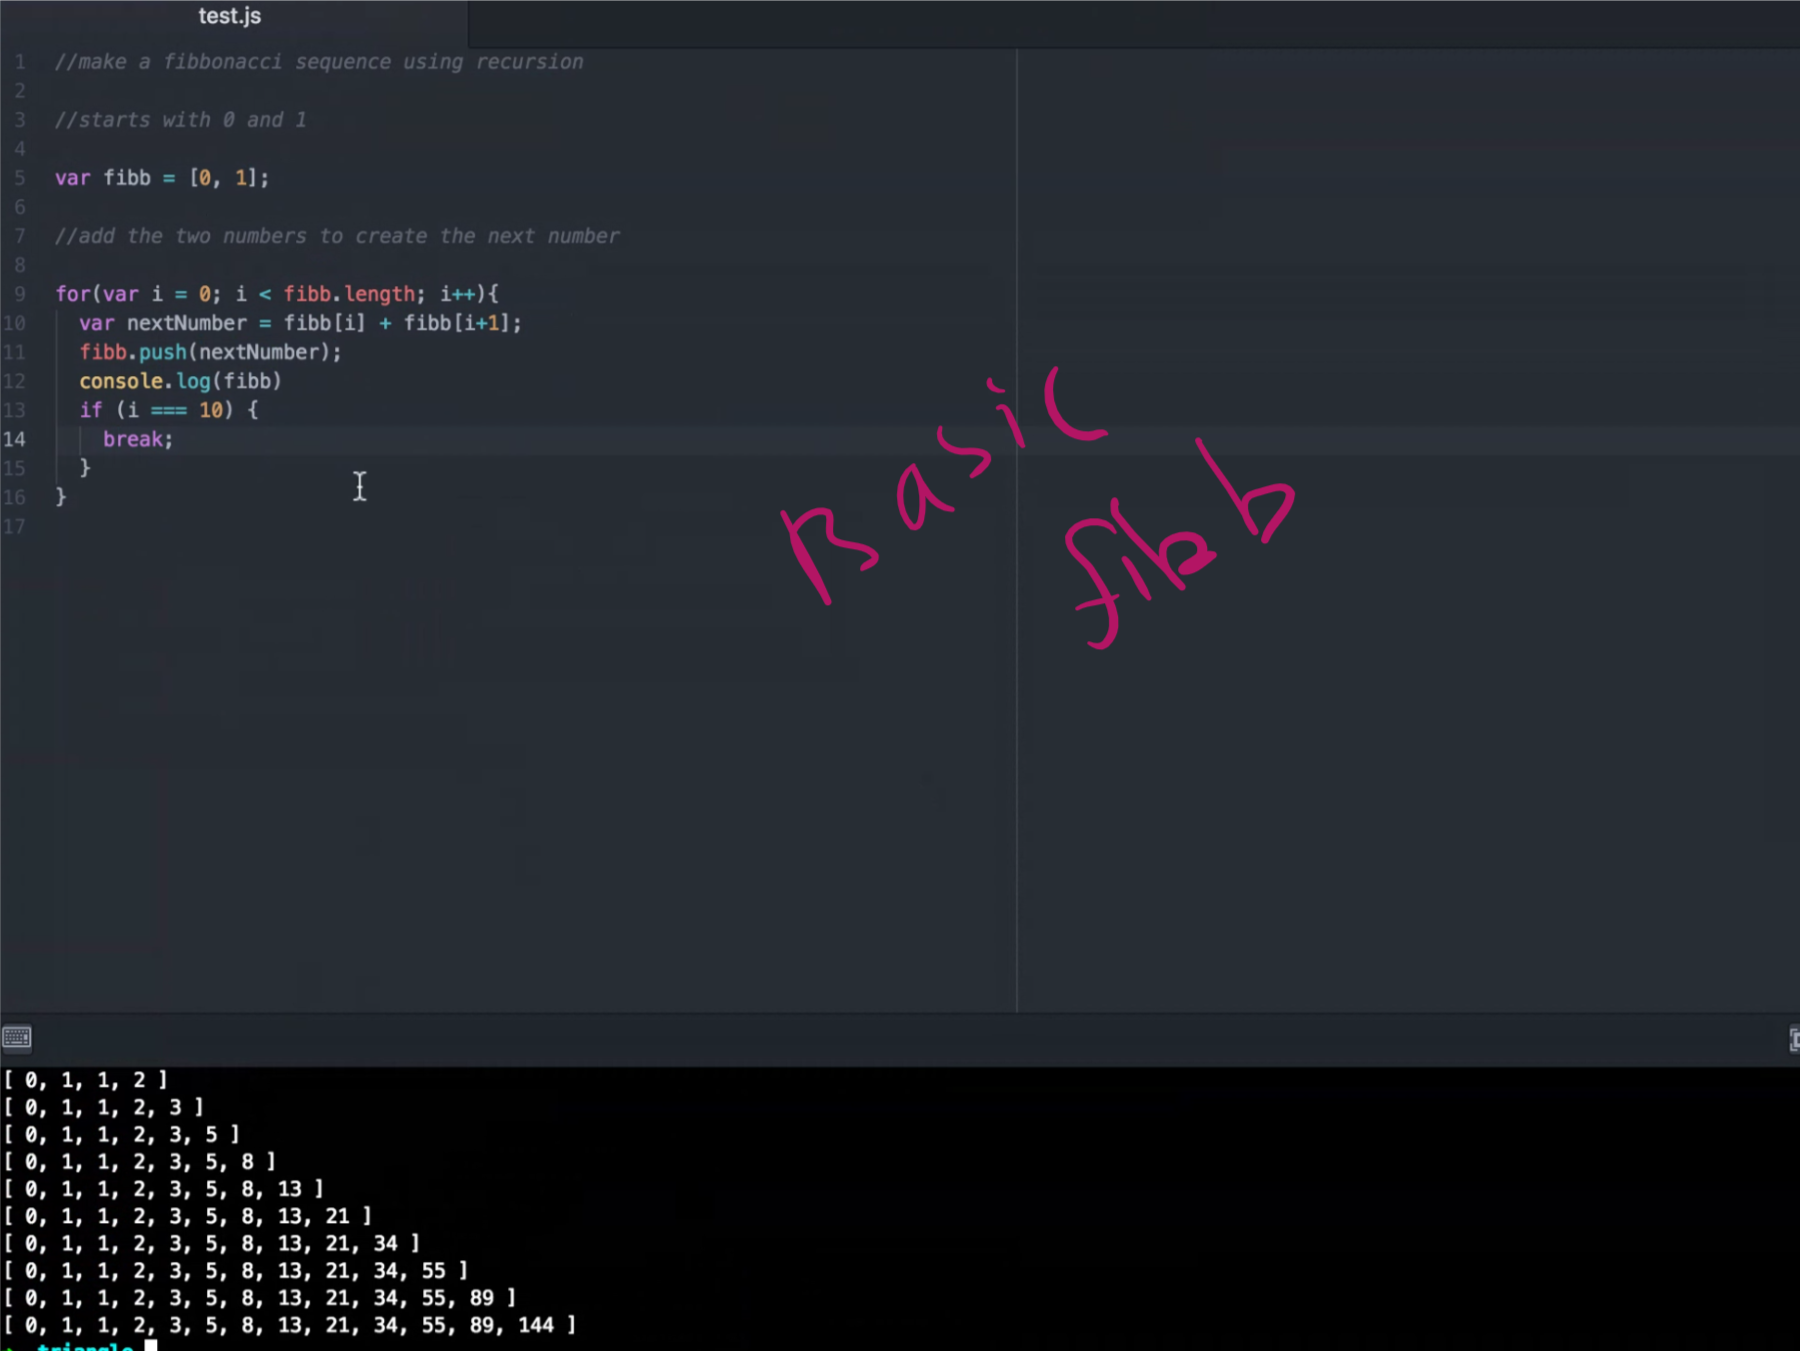 test.js
1 //make a fibbonacci sequence using recursion
2
3 //starts with 0 and 1
4
5 var fibb = [0, 1];
6
7 //add the two numbers to create the next number
8
9 for(var i = 0; i < fibb.length; i++){
10 var nextNumber = fibb[i] + fibb[i+1];
11 fibb.push(nextNumber);
12 console.log(fibb)
13 if (i === 10) {
14 break;
15 }
16 }
17
Basic
fibb
[ 0, 1, 1, 2 ]
[ 0, 1, 1, 2, 3 ]
[ 0, 1, 1, 2, 3, 5 ]
[ 0, 1, 1, 2, 3, 5, 8 ]
[ 0, 1, 1, 2, 3, 5, 8, 13 ]
[ 0, 1, 1, 2, 3, 5, 8, 13, 21 ]
[ 0, 1, 1, 2, 3, 5, 8, 13, 21, 34 ]
[ 0, 1, 1, 2, 3, 5, 8, 13, 21, 34, 55 ]
[ 0, 1, 1, 2, 3, 5, 8, 13, 21, 34, 55, 89 ]
[ 0, 1, 1, 2, 3, 5, 8, 13, 21, 34, 55, 89, 144 ]
triangle